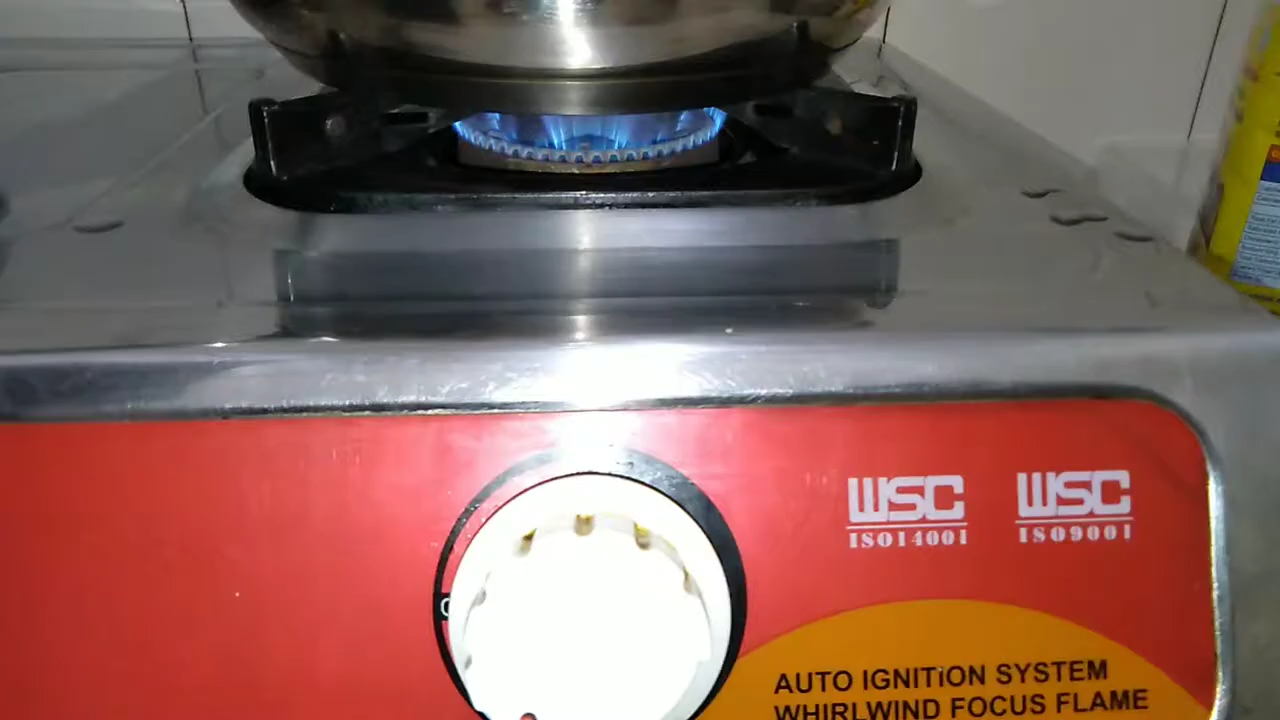 WSC
ISO14001
WSC
ISO9001
AUTO IGNITION SYSTEM
WHIRLWIND FOCUS FLAME